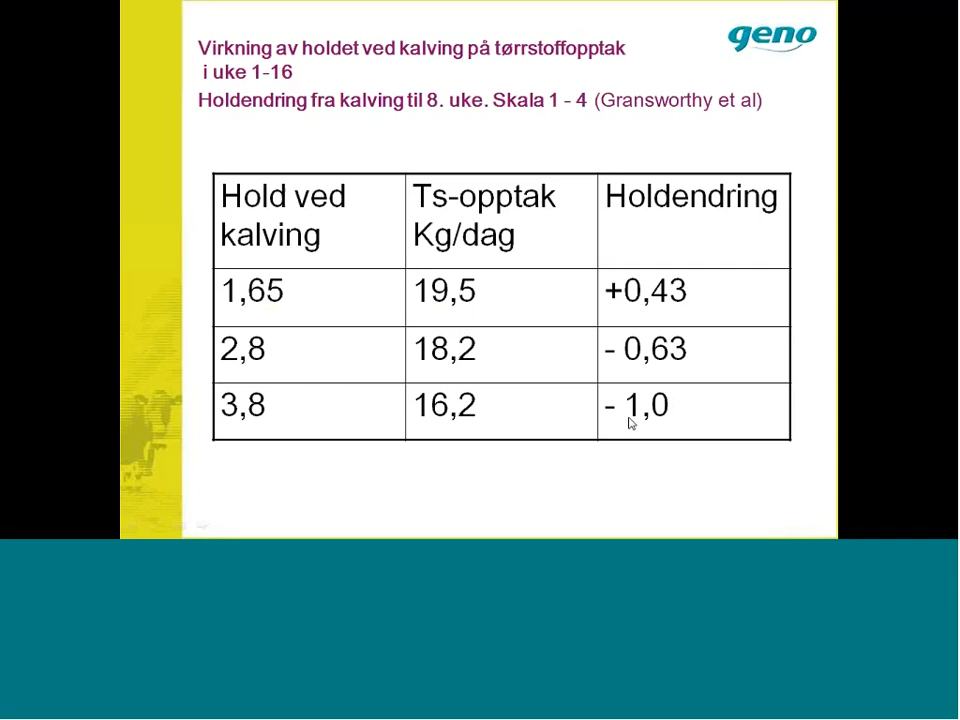 geno
Virkning av holdet ved kalving på tørrstoffopptak
i uke 1-16
Holdendring fra kalving til 8. uke. Skala 1 - 4 (Gransworthy et al)
Hold ved kalving Ts-opptak Kg/dag Holdendring
1,65 19,5 +0,43
2,8 18,2 - 0,63
3,8 16,2 - 1,0